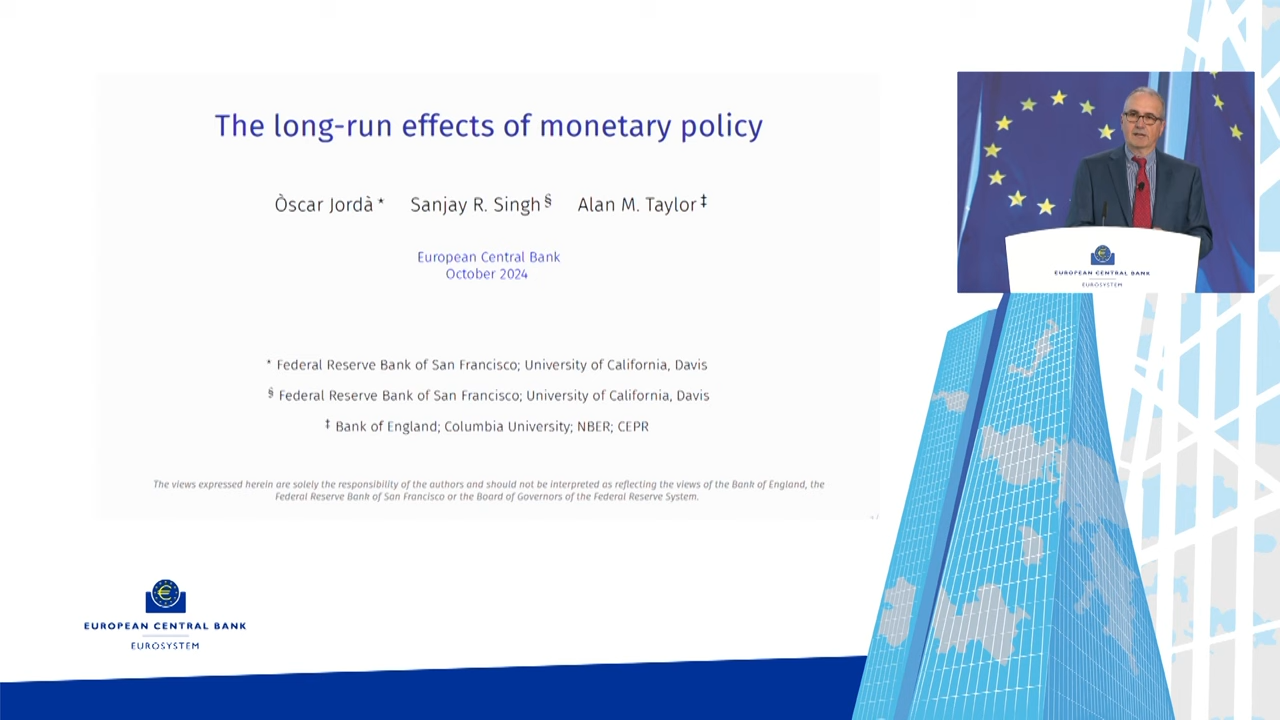 The long-run effects of monetary policy
Òscar Jordà * Sanjay R. Singh § Alan M. Taylor ‡
European Central Bank
October 2024
* Federal Reserve Bank of San Francisco; University of California, Davis
§ Federal Reserve Bank of San Francisco; University of California, Davis
‡ Bank of England; Columbia University; NBER; CEPR
The views expressed herein are solely the responsibility of the authors and should not be interpreted as reflecting the views of the Bank of England, the
Federal Reserve Bank of San Francisco or the Board of Governors of the Federal Reserve System.
EUROPEAN CENTRAL BANK
EUROSYSTEM
EUROPEAN CENTRAL BANK
EUROSYSTEM